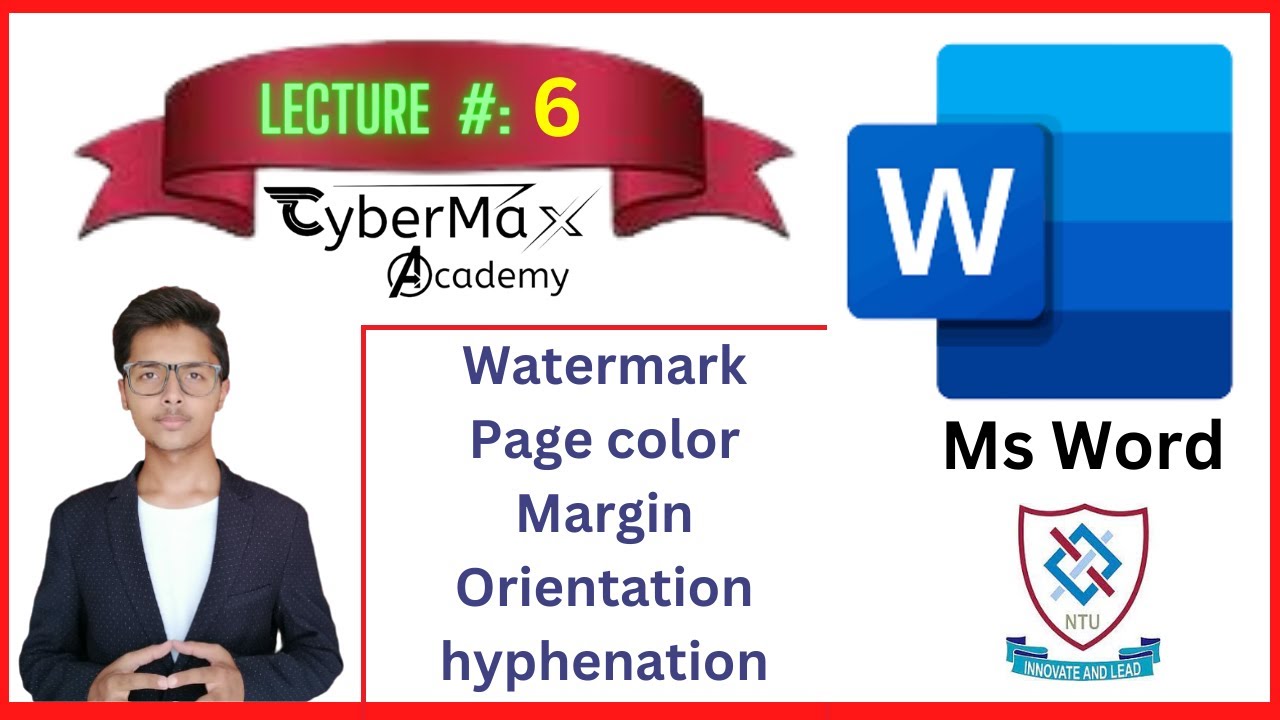 LECTURE #: 6
CyberMax
Academy
W
Watermark
Page color
Margin
Orientation
hyphenation
Ms Word
NTU
INNOVATE AND LEAD